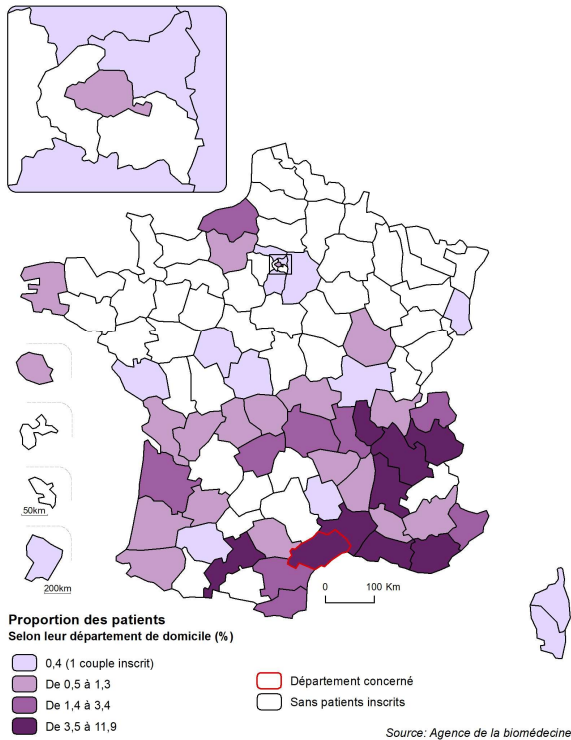 50km
200km
0
100 Km
Proportion des patients
Selon leur département de domicile (%)
0,4 (1 couple inscrit)
De 0,5 à 1,3
De 1,4 à 3,4
De 3,5 à 11,9
Département concerné
Sans patients inscrits
Source: Agence de la biomédecine